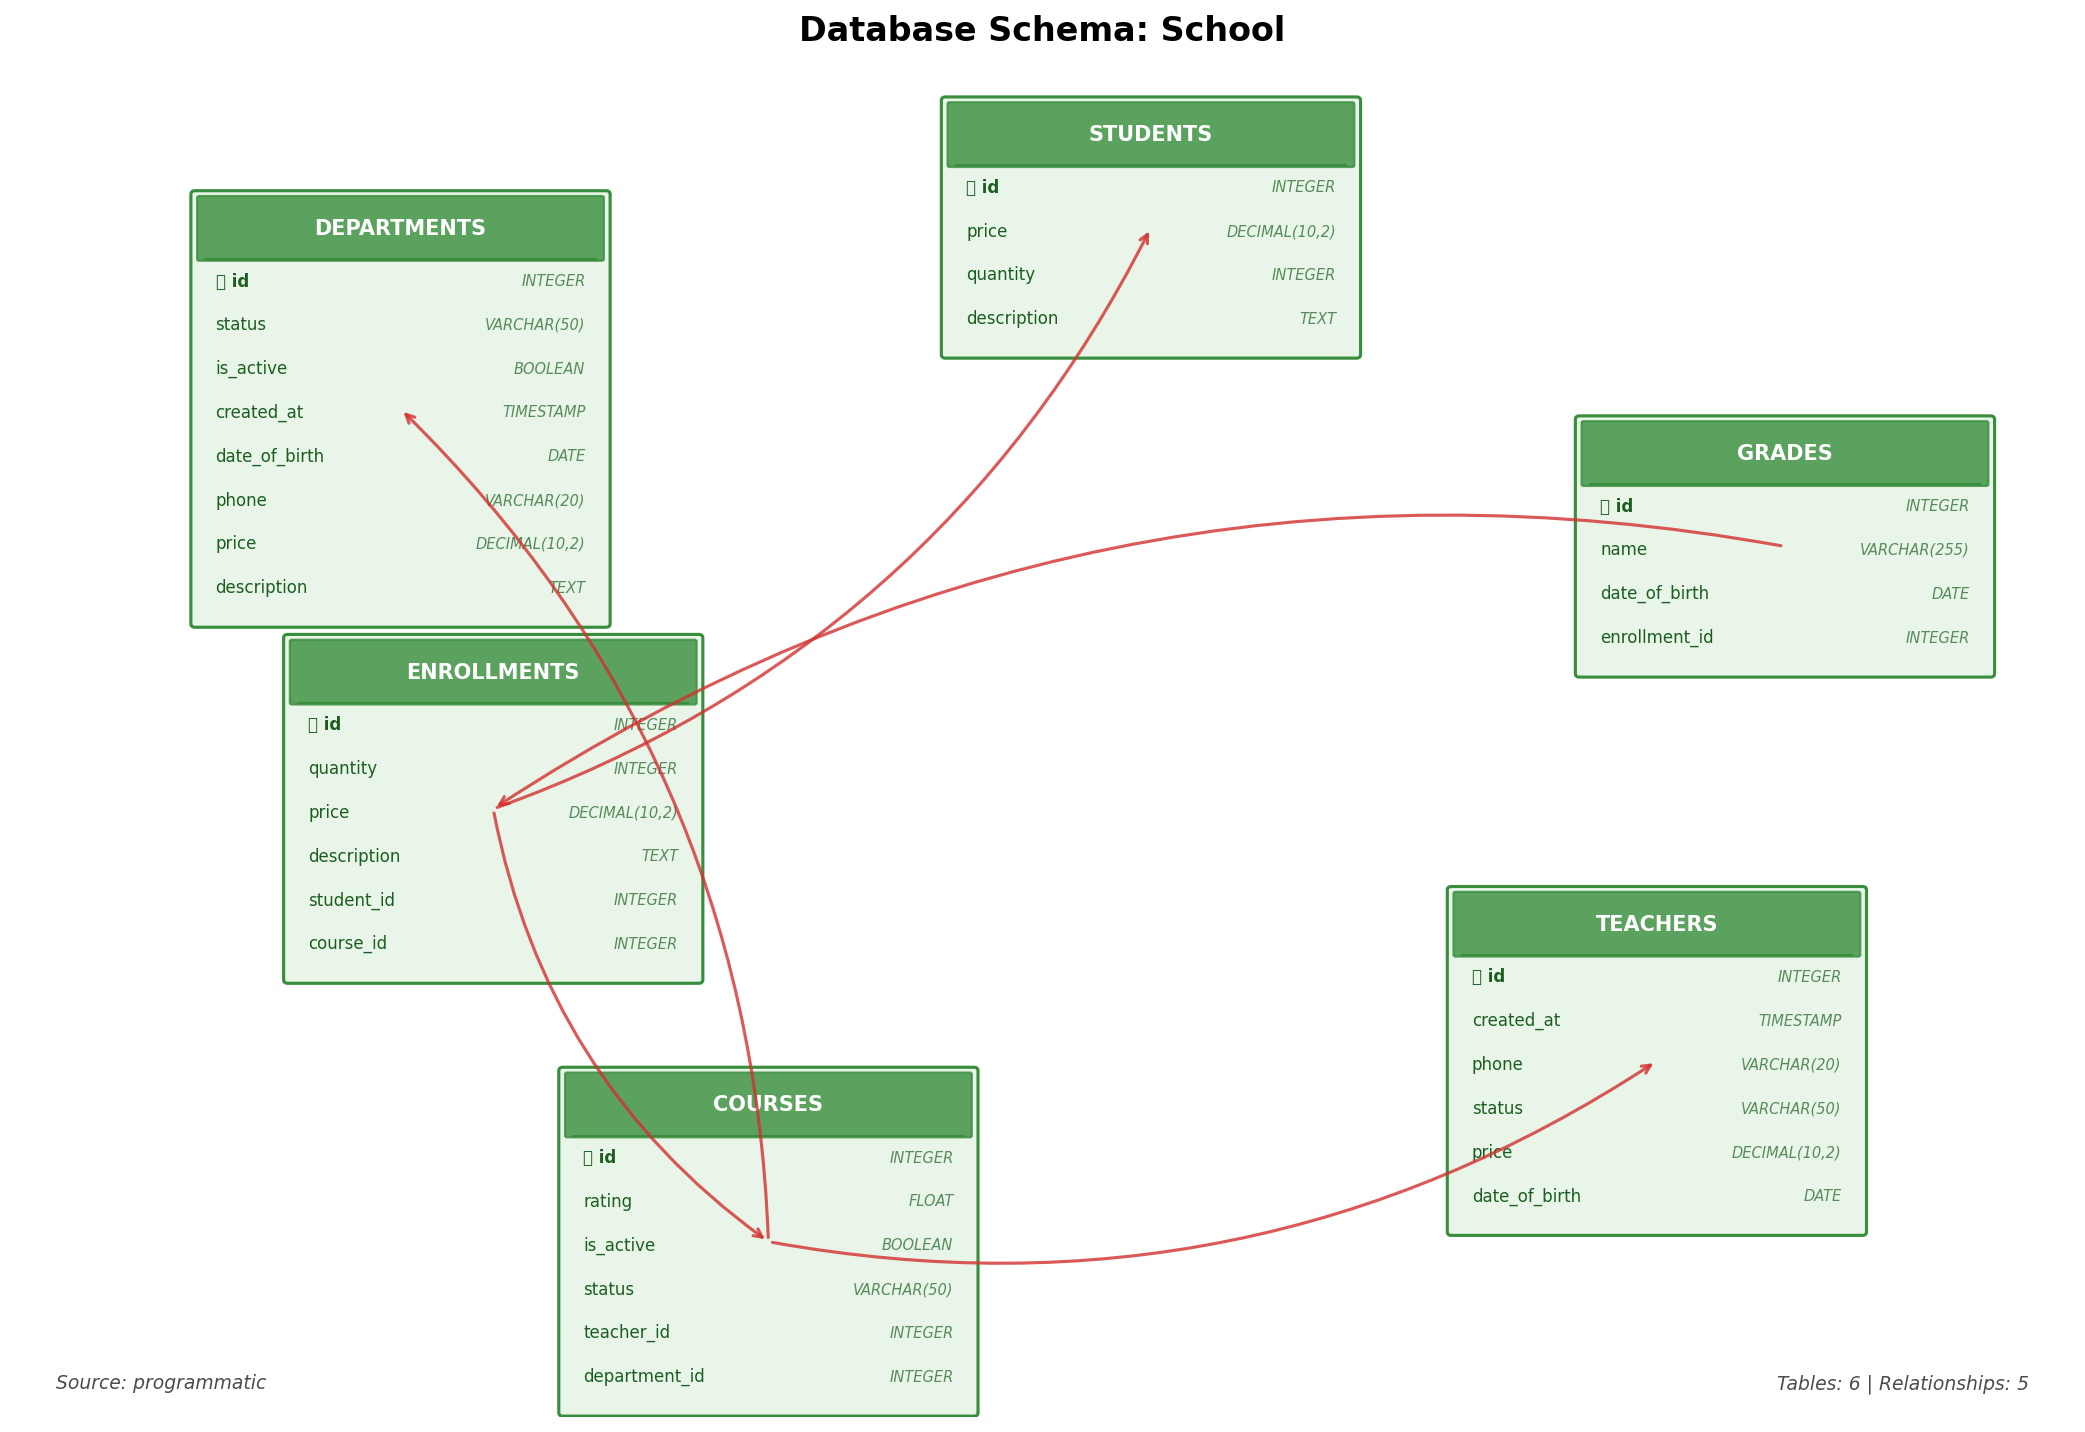 Database Schema: School
STUDENTS
id INTEGER
price DECIMAL(10,2)
quantity INTEGER
description TEXT
DEPARTMENTS
id INTEGER
status VARCHAR(50)
is_active BOOLEAN
created_at TIMESTAMP
date_of_birth DATE
phone VARCHAR(20)
price DECIMAL(10,2)
description TEXT
GRADES
id INTEGER
name VARCHAR(255)
date_of_birth DATE
enrollment_id INTEGER
ENROLLMENTS
id INTEGER
quantity INTEGER
price DECIMAL(10,2)
description TEXT
student_id INTEGER
course_id INTEGER
TEACHERS
id INTEGER
created_at TIMESTAMP
phone VARCHAR(20)
status VARCHAR(50)
price DECIMAL(10,2)
date_of_birth DATE
COURSES
id INTEGER
rating FLOAT
is_active BOOLEAN
status VARCHAR(50)
teacher_id INTEGER
department_id INTEGER
Source: programmatic
Tables: 6 | Relationships: 5